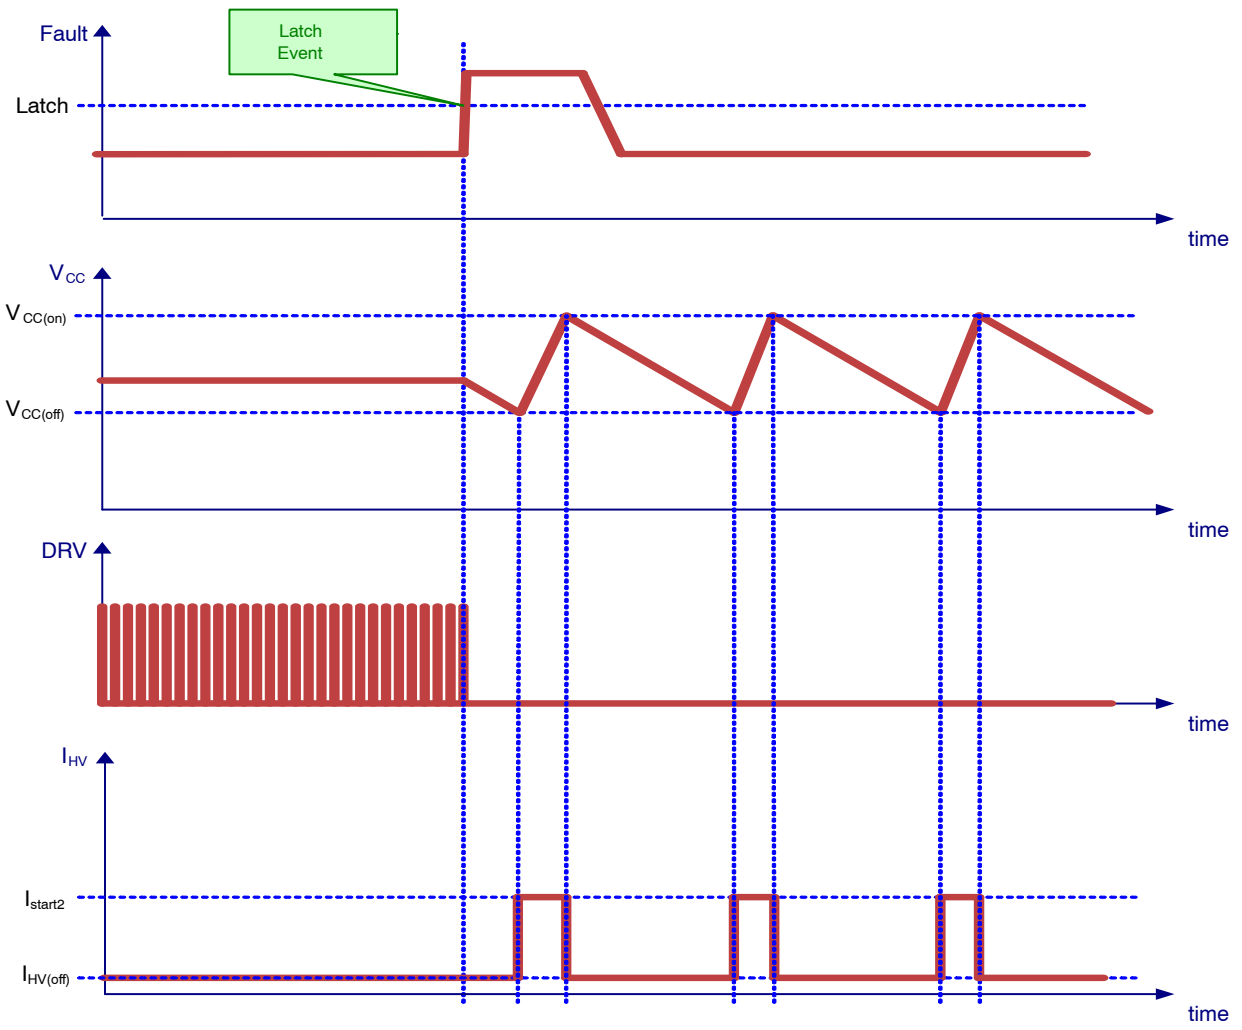 Fault
Latch
Event
Latch
time
VCC
VCC(on)
VCC(off)
time
DRV
time
IHV
Istart2
IHV(off)
time